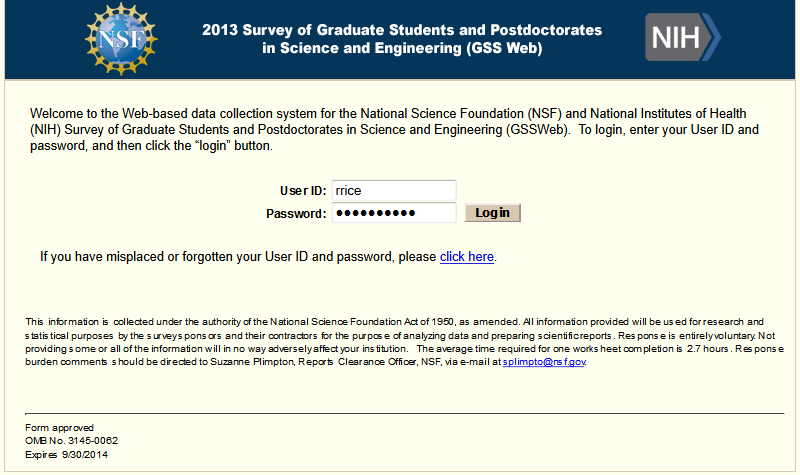 NSF
2013 Survey of Graduate Students and Postdoctorates
in Science and Engineering (GSS Web)
NIH
Welcome to the Web-based data collection system for the National Science Foundation (NSF) and National Institutes of Health
(NIH) Survey of Graduate Students and Postdoctorates in Science and Engineering (GSSWeb). To login, enter your User ID and
password, and then click the “login” button.
User ID: rrice
Password: ●●●●●●●●●● Login
If you have misplaced or forgotten your User ID and password, please click here.
This information is collected under the authority of the National Science Foundation Act of 1950, as amended. All information provided will be used for research and
statistical purposes by the survey sponsors and their contractors for the purpose of analyzing data and preparing scientific reports. Response is entirely voluntary. Not
providing some or all of the information will in no way adversely affect your institution. The average time required for one worksheet completion is 2.7 hours. Response
burden comments should be directed to Suzanne Plimpton, Reports Clearance Officer, NSF, via e-mail at splimpto@nsf.gov
Form approved
OMB No. 3145-0062
Expires 9/30/2014